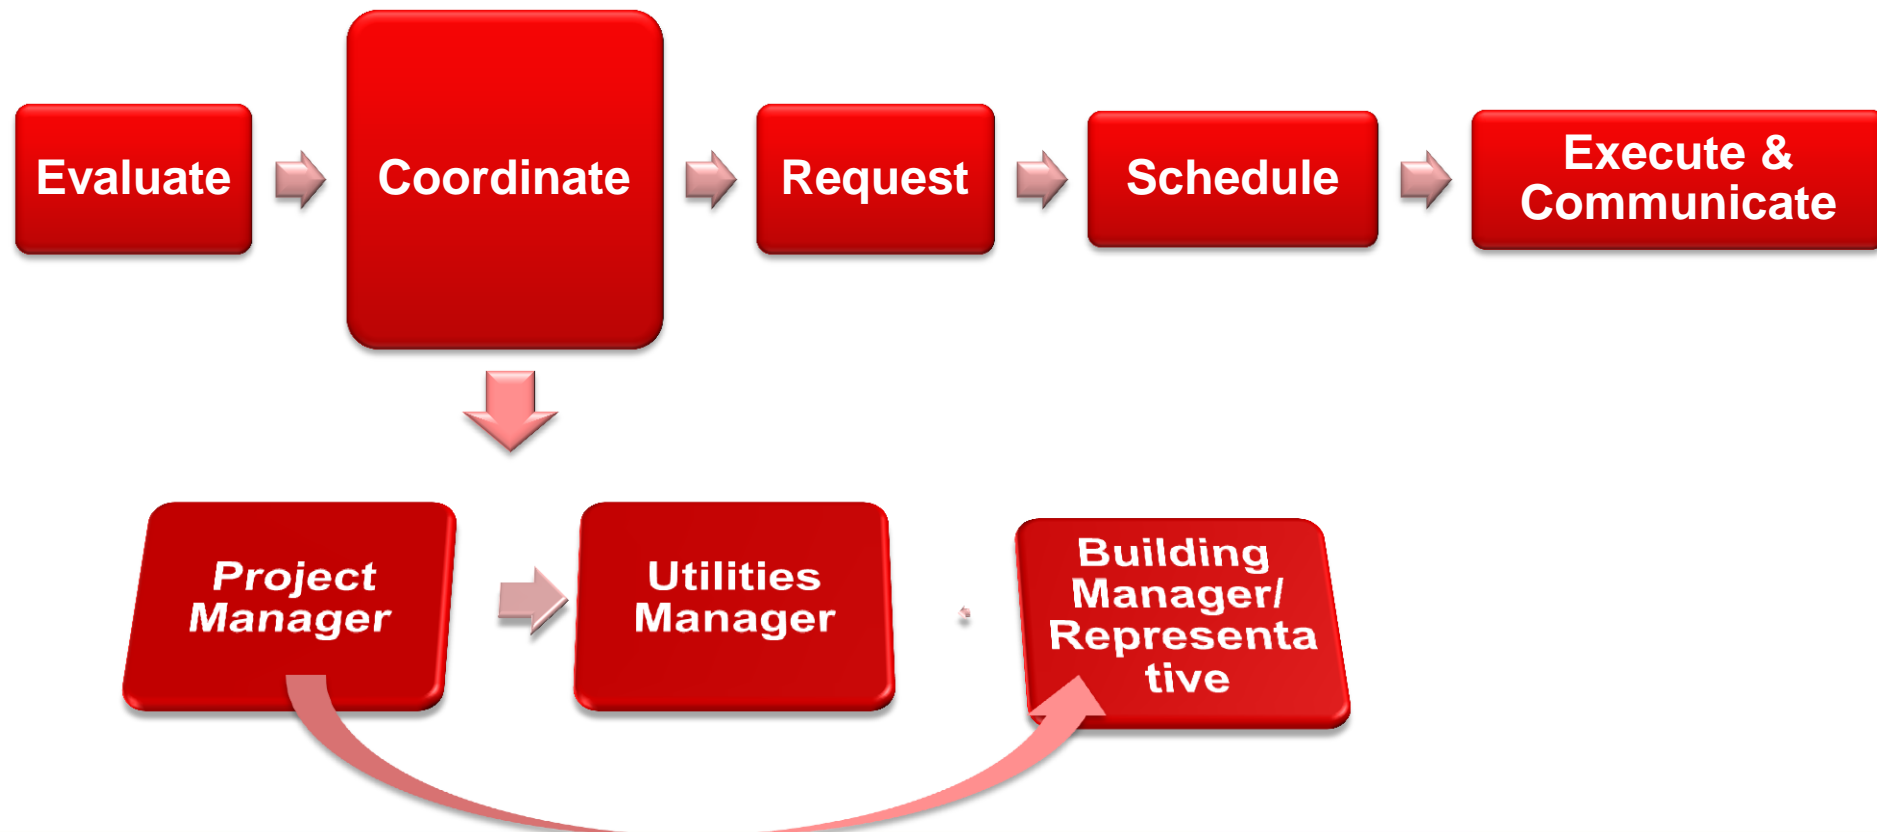 Evaluate
Coordinate
Request
Schedule
Execute &
Communicate
Project
Manager
Utilities
Manager
Building
Manager/
Representa
tive